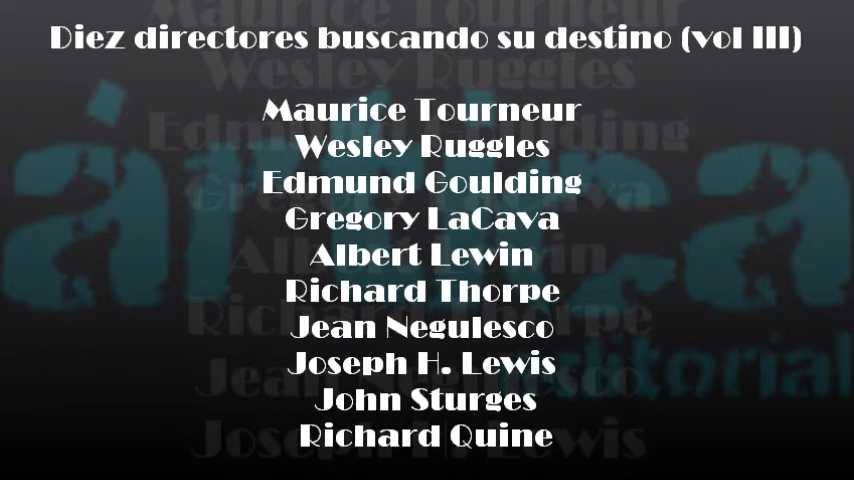 Diez directores buscando su destino (vol III)
Maurice Tourneur
Wesley Ruggles
Edmund Goulding
Gregory LaCava
Albert Lewin
Richard Thorpe
Jean Negulesco
Joseph H. Lewis
John Sturges
Richard Quine
editorial